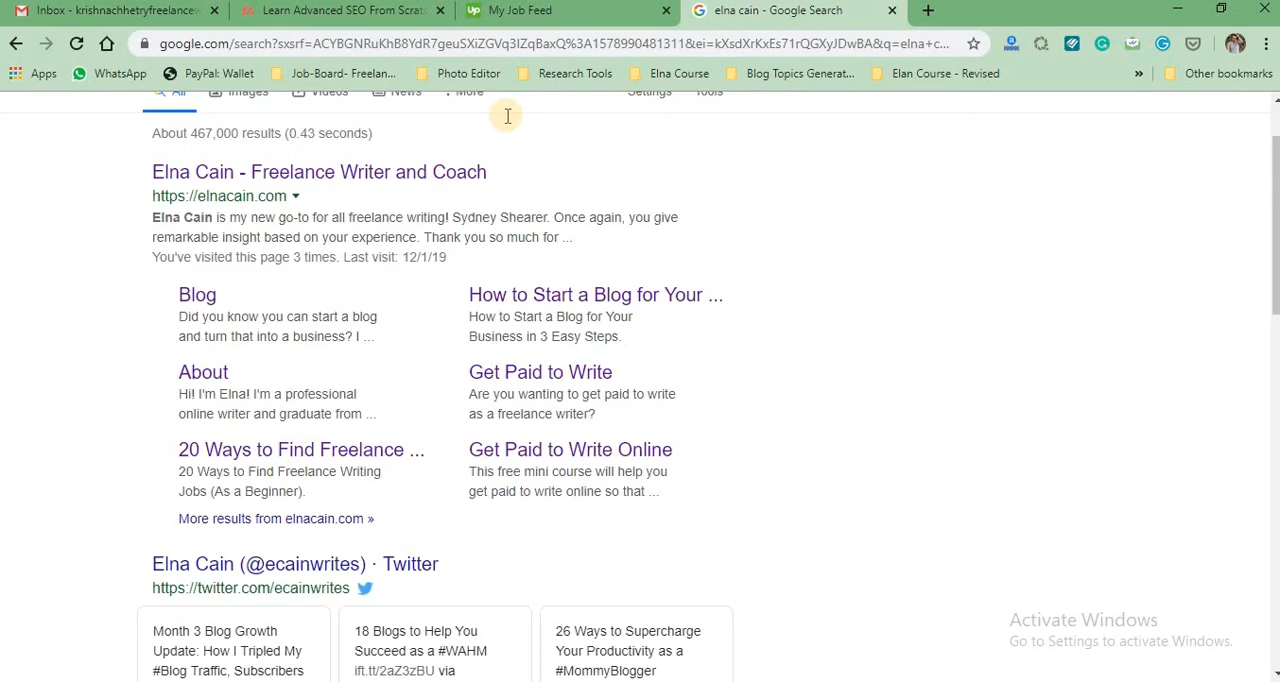 Inbox - krishnachhetryfreelancew
Learn Advanced SEO From Scratc
My Job Feed
elna cain - Google Search
google.com/search?sxsrf=ACYBGNRuKhB8YdK7geuSXiZGVq3IZqCaxQ%3A1578990481311&ei=kXsdXrKxEs71rQGXyJDwBA&q=elna+c...
Apps
WhatsApp
PayPal: Wallet
Job-Board- Freelan...
Photo Editor
Research Tools
Elna Course
Blog Topics Generat...
Elan Course - Revised
»
Other bookmarks
All
Images
Videos
News
More
Settings
Tools
About 467,000 results (0.43 seconds)
Elna Cain - Freelance Writer and Coach
https://elnacain.com
Elna Cain is my new go-to for all freelance writing! Sydney Shearer. Once again, you give
remarkable insight based on your experience. Thank you so much for ...
You've visited this page 3 times. Last visit: 12/1/19
Blog
Did you know you can start a blog
and turn that into a business? I ...
How to Start a Blog for Your ...
How to Start a Blog for Your
Business in 3 Easy Steps.
About
Hi! I'm Elna! I'm a professional
online writer and graduate from ...
Get Paid to Write
Are you wanting to get paid to write
as a freelance writer?
20 Ways to Find Freelance ...
20 Ways to Find Freelance Writing
Jobs (As a Beginner).
Get Paid to Write Online
This free mini course will help you
get paid to write online so that ...
More results from elnacain.com »
Elna Cain (@ecainwrites) · Twitter
https://twitter.com/ecainwrites
Month 3 Blog Growth
Update: How I Tripled My
#Blog Traffic, Subscribers
18 Blogs to Help You
Succeed as a #WAHM
ift.tt/2aZ3zBU via
26 Ways to Supercharge
Your Productivity as a
#MommyBlogger
Activate Windows
Go to Settings to activate Windows.